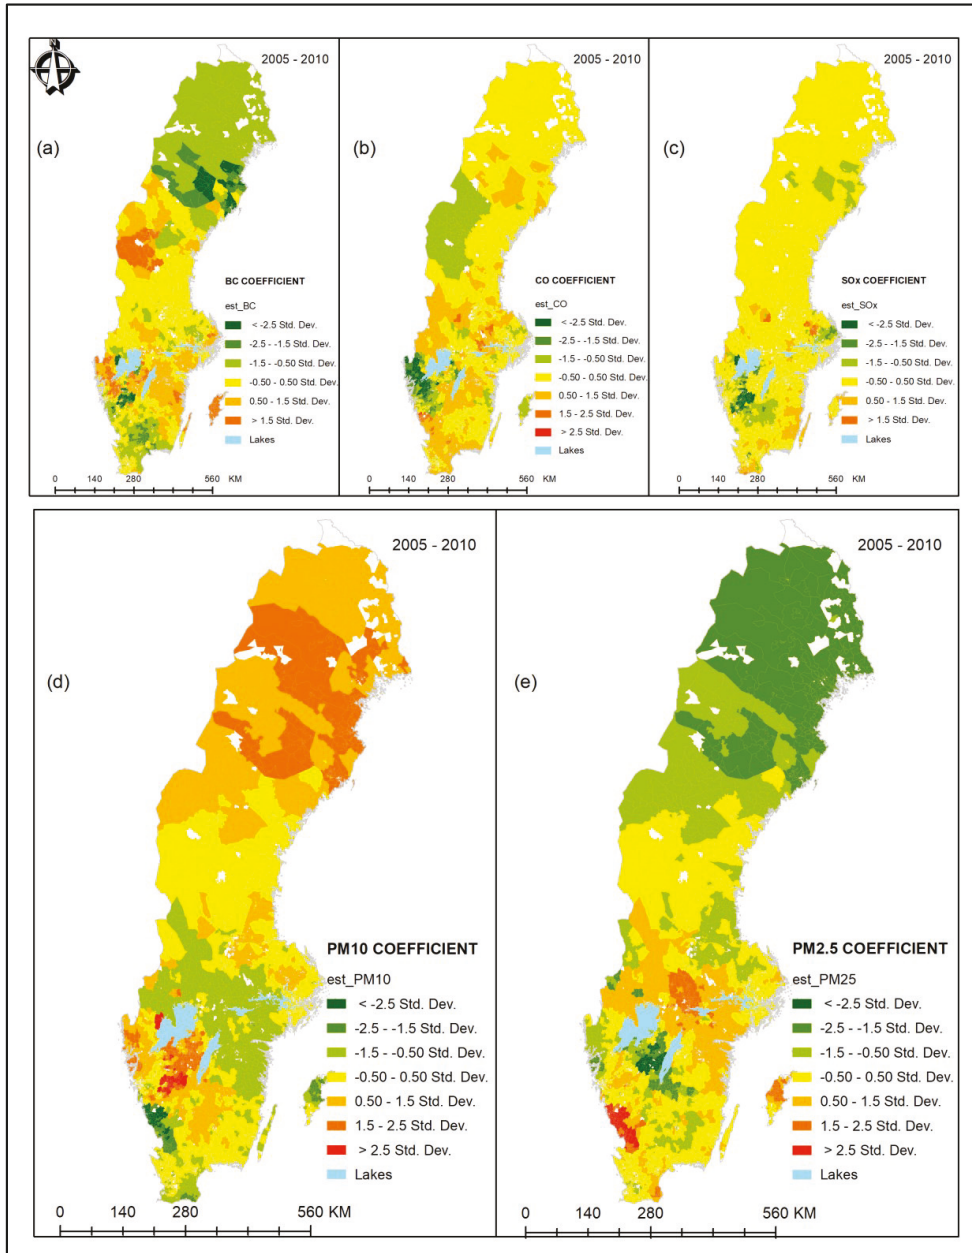 2005 - 2010
(a)
BC COEFFICIENT
est_BC
< -2.5 Std. Dev.
-2.5 - -1.5 Std. Dev.
-1.5 - -0.50 Std. Dev.
-0.50 - 0.50 Std. Dev.
0.50 - 1.5 Std. Dev.
> 1.5 Std. Dev.
Lakes
0 140 280 560 KM
2005 - 2010
(b)
CO COEFFICIENT
est_CO
< -2.5 Std. Dev.
-2.5 - -1.5 Std. Dev.
-1.5 - -0.50 Std. Dev.
-0.50 - 0.50 Std. Dev.
0.50 - 1.5 Std. Dev.
1.5 - 2.5 Std. Dev.
> 2.5 Std. Dev.
Lakes
0 140 280 560 KM
2005 - 2010
(c)
SOx COEFFICIENT
est_SOx
< -2.5 Std. Dev.
-2.5 - -1.5 Std. Dev.
-1.5 - -0.50 Std. Dev.
-0.50 - 0.50 Std. Dev.
0.50 - 1.5 Std. Dev.
> 1.5 Std. Dev.
Lakes
0 140 280 560 KM
2005 - 2010
(d)
PM10 COEFFICIENT
est_PM10
< -2.5 Std. Dev.
-2.5 - -1.5 Std. Dev.
-1.5 - -0.50 Std. Dev.
-0.50 - 0.50 Std. Dev.
0.50 - 1.5 Std. Dev.
1.5 - 2.5 Std. Dev.
> 2.5 Std. Dev.
Lakes
0 140 280 560 KM
2005 - 2010
(e)
PM2.5 COEFFICIENT
est_PM25
< -2.5 Std. Dev.
-2.5 - -1.5 Std. Dev.
-1.5 - -0.50 Std. Dev.
-0.50 - 0.50 Std. Dev.
0.50 - 1.5 Std. Dev.
1.5 - 2.5 Std. Dev.
> 2.5 Std. Dev.
Lakes
0 140 280 560 KM